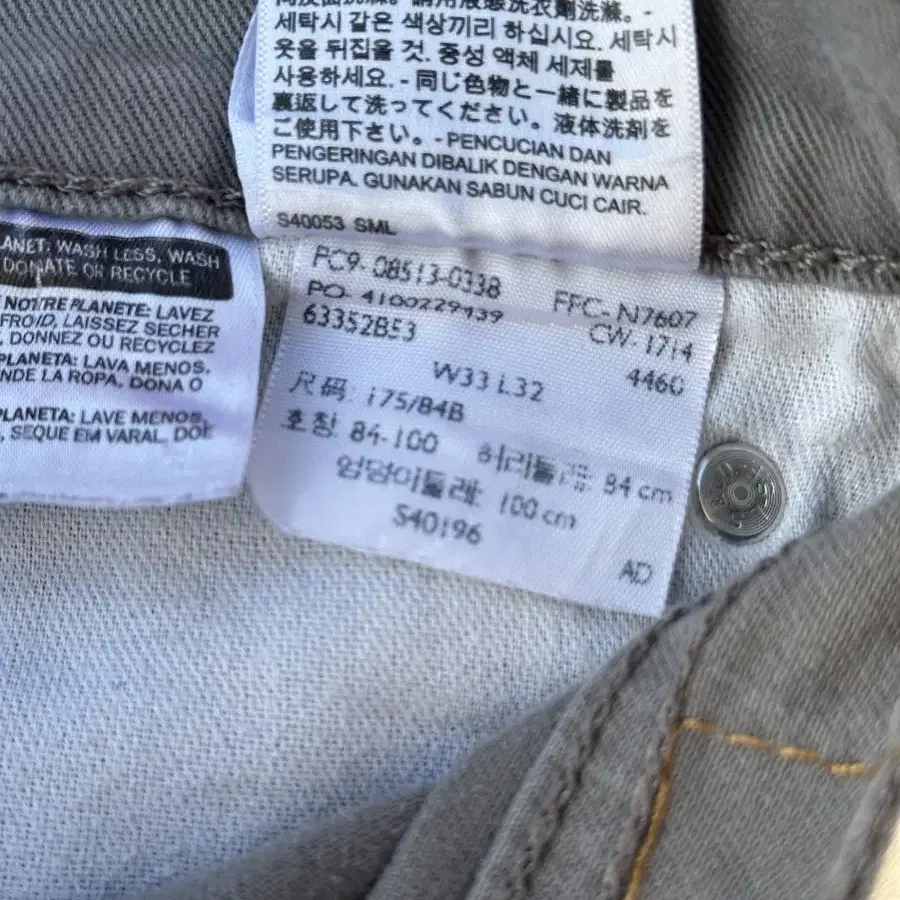 세탁시 같은 색상끼리 하십시요. 세탁시
옷을 뒤집을 것. 중성 액체 세제를
사용하세요. - 同じ色物と一緒に製品を
裏返して洗ってください。液体洗剤を
ご使用下さい。- PENCUCIAN DAN
PENGERINGAN DIBALIK DENGAN WARNA
SERUPA. GUNAKAN SABUN CUCI CAIR.
S40053 SML
LANET: WASH LESS, WASH
DONATE OR RECYCLE
NOTRE PLANETE: LAVEZ
FROID, LAISSEZ SECHER
, DONNEZ OU RECYCLEZ
PLANETA: LAVA MENOS,
NDE LA ROPA, DONA O
PLANETA: LAVE MENOS,
, SEQUE EM VARAL, DOE
PC9-08513-0338
PO- 4100229939 FFC-N7607
63352B53 CW-1714
W33 L32 4460
尺码: 175/84B
호칭: 84-100 허리둘레: 84 cm
엉덩이둘레: 100 cm
S40196
AD